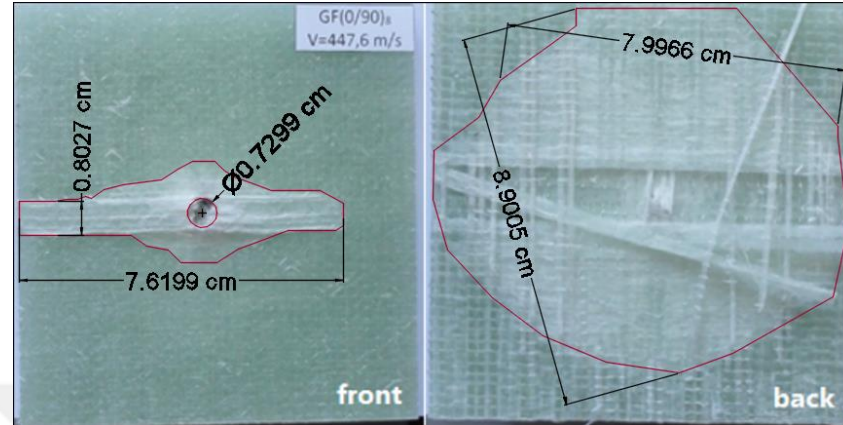 GF(0/90)₈
V=447,6 m/s
0.8027 cm
Ø0.7299 cm
7.6199 cm
front
7.9966 cm
8.9005 cm
back